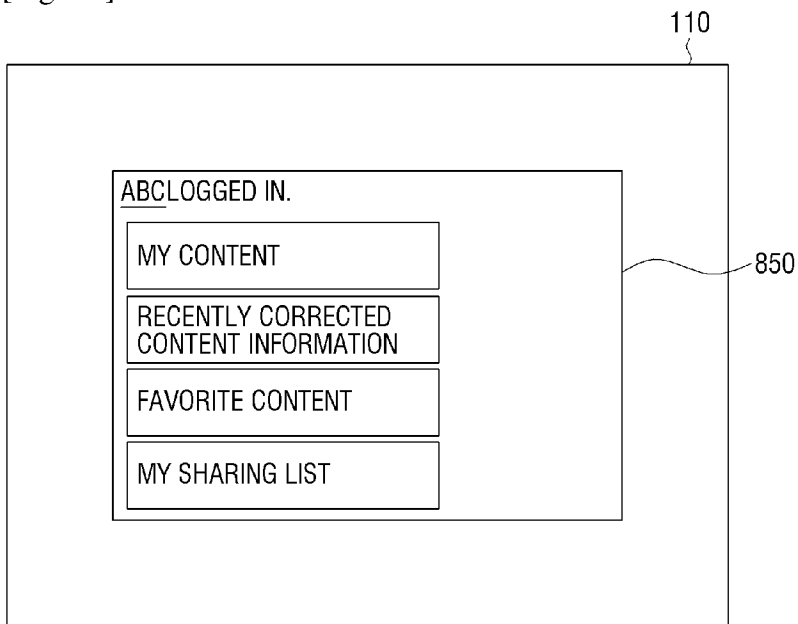 110
ABCLOGGED IN.
MY CONTENT
850
RECENTLY CORRECTED
CONTENT INFORMATION
FAVORITE CONTENT
MY SHARING LIST